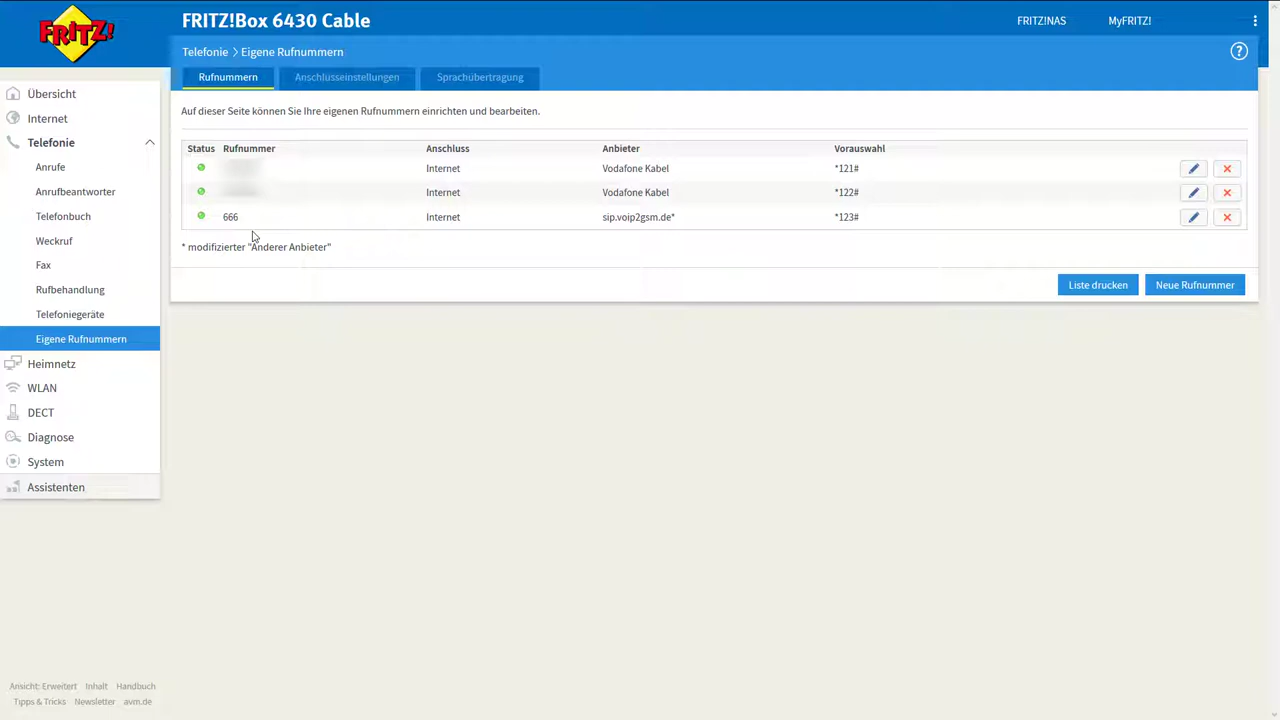 FRITZ!
FRITZ!Box 6430 Cable
FRITZ!NAS MyFRITZ!
Telefonie > Eigene Rufnummern ?
Rufnummern Anschlusseinstellungen Sprachübertragung
Übersicht
Internet
Telefonie
Anrufe
Anrufbeantworter
Telefonbuch
Weckruf
Fax
Rufbehandlung
Telefoniegeräte
Eigene Rufnummern
Heimnetz
WLAN
DECT
Diagnose
System
Assistenten
Auf dieser Seite können Sie Ihre eigenen Rufnummern einrichten und bearbeiten.
Status Rufnummer Anschluss Anbieter Vorauswahl
Internet Vodafone Kabel *121#
Internet Vodafone Kabel *122#
666 Internet sip.voip2gsm.de* *123#
* modifizierter "Anderer Anbieter"
Liste drucken Neue Rufnummer
Ansicht: Erweitert Inhalt Handbuch
Tipps & Tricks Newsletter avm.de